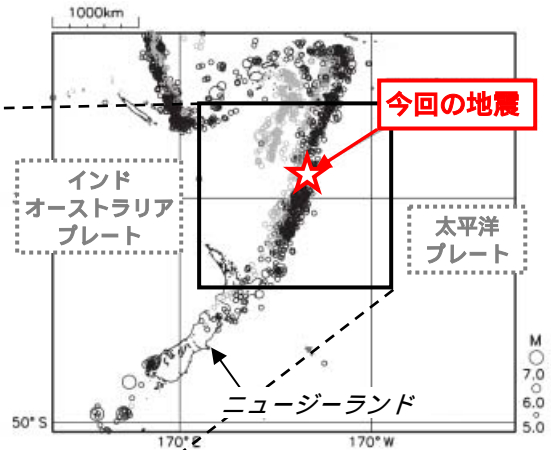 1000km
今回の地震
インド
オーストラリア
プレート
太平洋
プレート
M
7.0
6.0
5.0
ニュージーランド
50°S
170°E
170°W